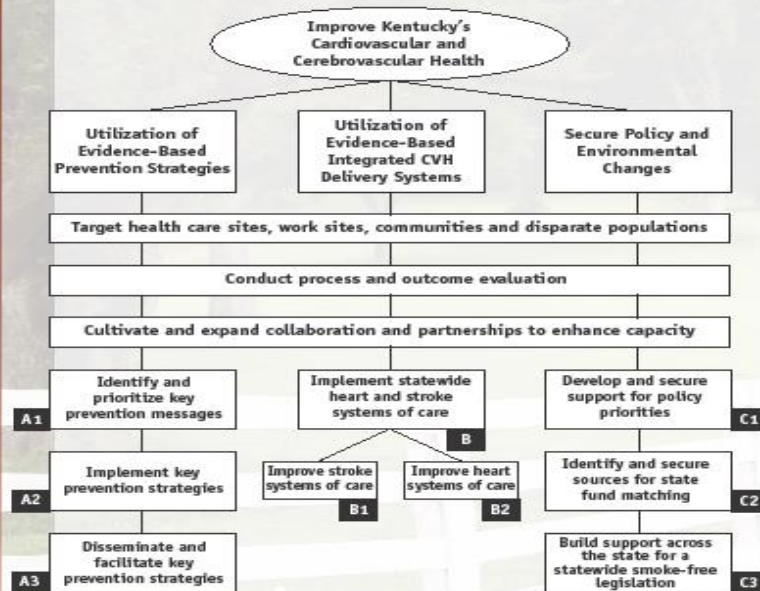 Improve Kentucky's
Cardiovascular and
Cerebrovascular Health
Utilization of
Evidence-Based
Prevention Strategies
Utilization of
Evidence-Based
Integrated CVH
Delivery Systems
Secure Policy and
Environmental
Changes
Target health care sites, work sites, communities and disparate populations
Conduct process and outcome evaluation
Cultivate and expand collaboration and partnerships to enhance capacity
Identify and
prioritize key
prevention messages
A1
Implement statewide
heart and stroke
systems of care
B
Develop and secure
support for policy
priorities
C1
Implement key
prevention strategies
A2
Improve stroke
systems of care
B1
Improve heart
systems of care
B2
Identify and secure
sources for state
fund matching
C2
Disseminate and
facilitate key
prevention strategies
A3
Build support across
the state for a
statewide smoke-free
legislation
C3